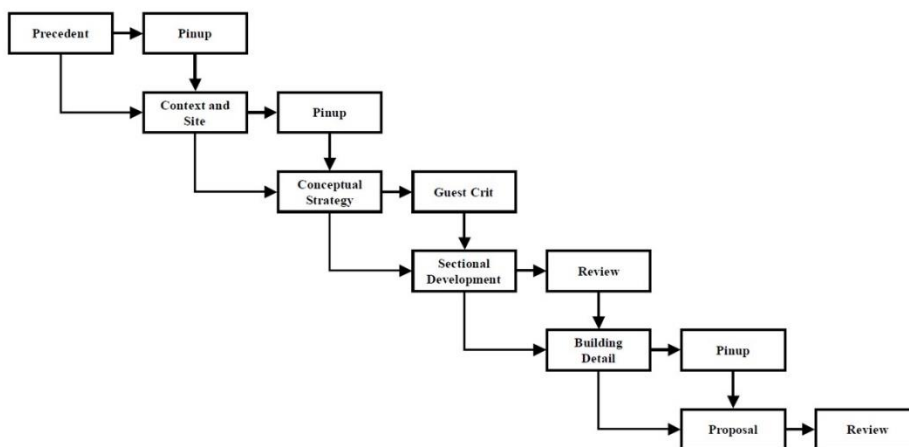 Precedent
Pinup
Context and
Site
Pinup
Conceptual
Strategy
Guest Crit
Sectional
Development
Review
Building
Detail
Pinup
Proposal
Review